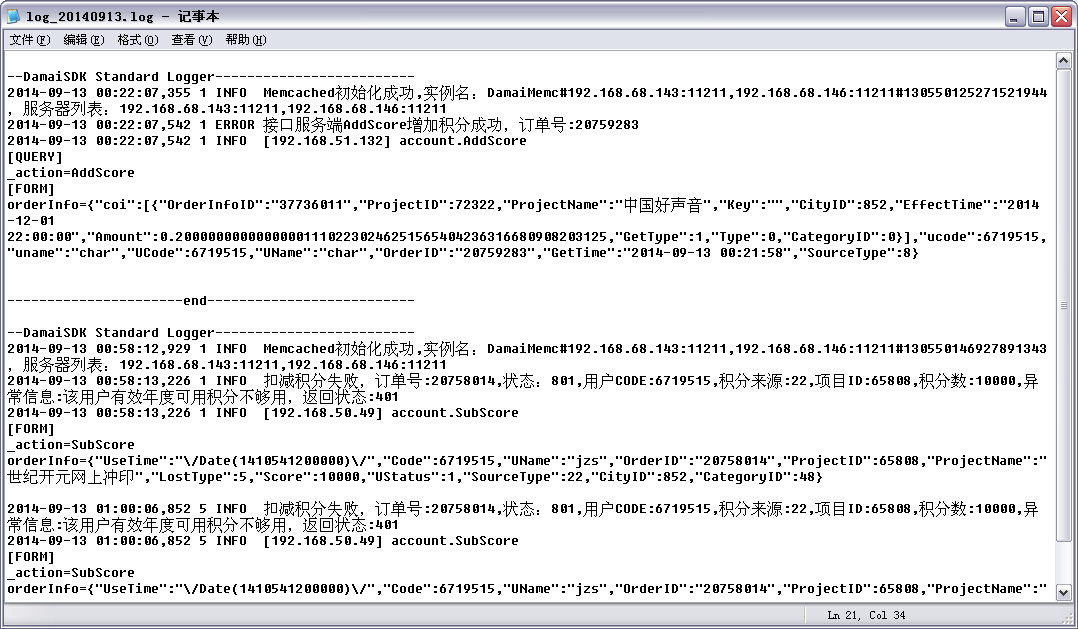 log_20140913.log - 记事本
文件(F) 编辑(E) 格式(O) 查看(V) 帮助(H)
--DamaiSDK Standard Logger-------------------------
2014-09-13 00:22:07,355 1 INFO  Memcached初始化成功,实例名: DamaiMemc#192.168.68.143:11211,192.168.68.146:11211#130550125271521944
, 服务器列表: 192.168.68.143:11211,192.168.68.146:11211
2014-09-13 00:22:07,542 1 ERROR 接口服务端AddScore增加积分成功, 订单号:20759283
2014-09-13 00:22:07,542 1 INFO  [192.168.51.132] account.AddScore
[QUERY]
_action=AddScore
[FORM]
orderInfo={"coi":[{"OrderInfoID":"37736011","ProjectID":72322,"ProjectName":"中国好声音","Key":"","CityID":852,"EffectTime":"2014
-12-01
22:00:00","Amount":0.200000000000000011102230246251565404236316680908203125,"GetType":1,"Type":0,"CategoryID":0}],"ucode":6719515,
"uname":"char","UCode":6719515,"UName":"char","OrderID":"20759283","GetTime":"2014-09-13 00:21:58","SourceType":8}
----------------------end--------------------------
--DamaiSDK Standard Logger-------------------------
2014-09-13 00:58:12,929 1 INFO  Memcached初始化成功,实例名: DamaiMemc#192.168.68.143:11211,192.168.68.146:11211#130550146927891343
, 服务器列表: 192.168.68.143:11211,192.168.68.146:11211
2014-09-13 00:58:13,226 1 INFO  扣减积分失败, 订单号:20758014,状态: 801,用户CODE:6719515,积分来源:22,项目ID:65808,积分数:10000,异
常信息:该用户有效年度可用积分不够用, 返回状态:401
2014-09-13 00:58:13,226 1 INFO  [192.168.50.49] account.SubScore
[FORM]
_action=SubScore
orderInfo={"UseTime":"\/Date(1410541200000)\/","Code":6719515,"UName":"jzs","OrderID":"20758014","ProjectID":65808,"ProjectName":"
世纪开元网上冲印","LostType":5,"Score":10000,"UStatus":1,"SourceType":22,"CityID":852,"CategoryID":48}
2014-09-13 01:00:06,852 5 INFO  扣减积分失败, 订单号:20758014,状态: 801,用户CODE:6719515,积分来源:22,项目ID:65808,积分数:10000,异
常信息:该用户有效年度可用积分不够用, 返回状态:401
2014-09-13 01:00:06,852 5 INFO  [192.168.50.49] account.SubScore
[FORM]
_action=SubScore
orderInfo={"UseTime":"\/Date(1410541200000)\/","Code":6719515,"UName":"jzs","OrderID":"20758014","ProjectID":65808,"ProjectName":"
Ln 21, Col 34